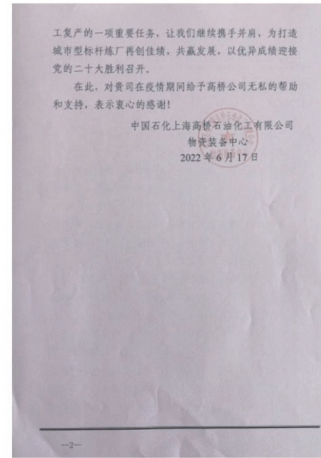 工复产的一项重要任务，让我们继续携手并肩，为打造
城市型标杆炼厂再创佳绩、共赢发展，以优异成绩迎接
党的二十大胜利召开。
在此，对贵司在疫情期间给予高桥公司无私的帮助
和支持，表示衷心的感谢！
中国石化上海高桥石油化工有限公司
物资装备中心
2022年6月17日
—2—